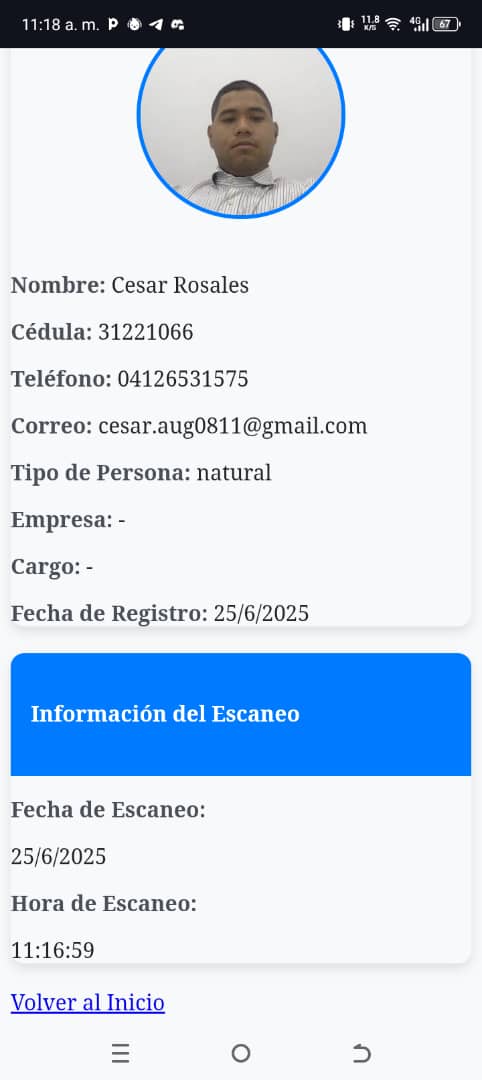 11:18 a. m.
11.8
K/S
4G
67
Nombre: Cesar Rosales
Cédula: 31221066
Teléfono: 04126531575
Correo: cesar.aug0811@gmail.com
Tipo de Persona: natural
Empresa: -
Cargo: -
Fecha de Registro: 25/6/2025
Información del Escaneo
Fecha de Escaneo:
25/6/2025
Hora de Escaneo:
11:16:59
Volver al Inicio